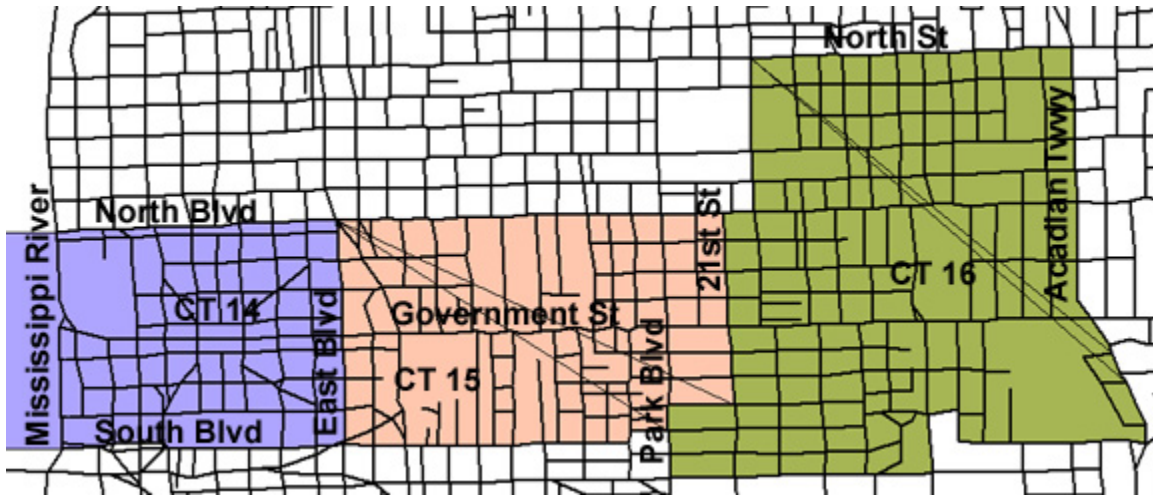 North St
Acadian Twwy
Mississippi River
North Blvd
21st St
CT 16
CT 14
East Blvd
Government St
Park Blvd
CT 15
South Blvd